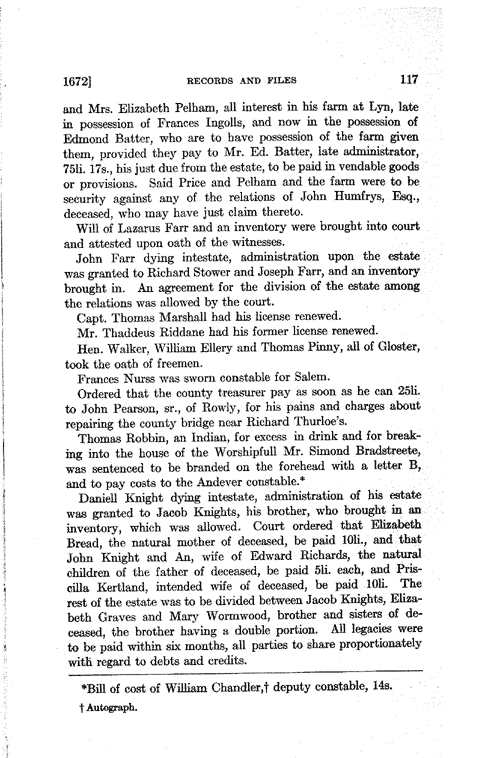 1672] RECORDS AND FILES 117
and Mrs. Elizabeth Pelham, all interest in his farm at Lyn, late
in possession of Frances Ingolls, and now in the possession of
Edmond Batter, who are to have possession of the farm given
them, provided they pay to Mr. Ed. Batter, late administrator,
75li. 17s., his just due from the estate, to be paid in vendable goods
or provisions. Said Price and Pelham and the farm were to be
security against any of the relations of John Humfrys, Esq.,
deceased, who may have just claim thereto.
Will of Lazarus Farr and an inventory were brought into court
and attested upon oath of the witnesses.
John Farr dying intestate, administration upon the estate
was granted to Richard Stower and Joseph Farr, and an inventory
brought in. An agreement for the division of the estate among
the relations was allowed by the court.
Capt. Thomas Marshall had his license renewed.
Mr. Thaddeus Riddane had his former license renewed.
Hen. Walker, William Ellery and Thomas Pinny, all of Gloster,
took the oath of freemen.
Frances Nurss was sworn constable for Salem.
Ordered that the county treasurer pay as soon as he can 25li.
to John Pearson, sr., of Rowly, for his pains and charges about
repairing the county bridge near Richard Thurloe's.
Thomas Robbin, an Indian, for excess in drink and for break-
ing into the house of the Worshipfull Mr. Simond Bradstreete,
was sentenced to be branded on the forehead with a letter B,
and to pay costs to the Andever constable.*
Daniell Knight dying intestate, administration of his estate
was granted to Jacob Knights, his brother, who brought in an
inventory, which was allowed. Court ordered that Elizabeth
Bread, the natural mother of deceased, be paid 10li., and that
John Knight and An, wife of Edward Richards, the natural
children of the father of deceased, be paid 5li. each, and Pris-
cilla Kertland, intended wife of deceased, be paid 10li. The
rest of the estate was to be divided between Jacob Knights, Eliza-
beth Graves and Mary Wormwood, brother and sisters of de-
ceased, the brother having a double portion. All legacies were
to be paid within six months, all parties to share proportionately
with regard to debts and credits.
*Bill of cost of William Chandler,† deputy constable, 14s.
† Autograph.